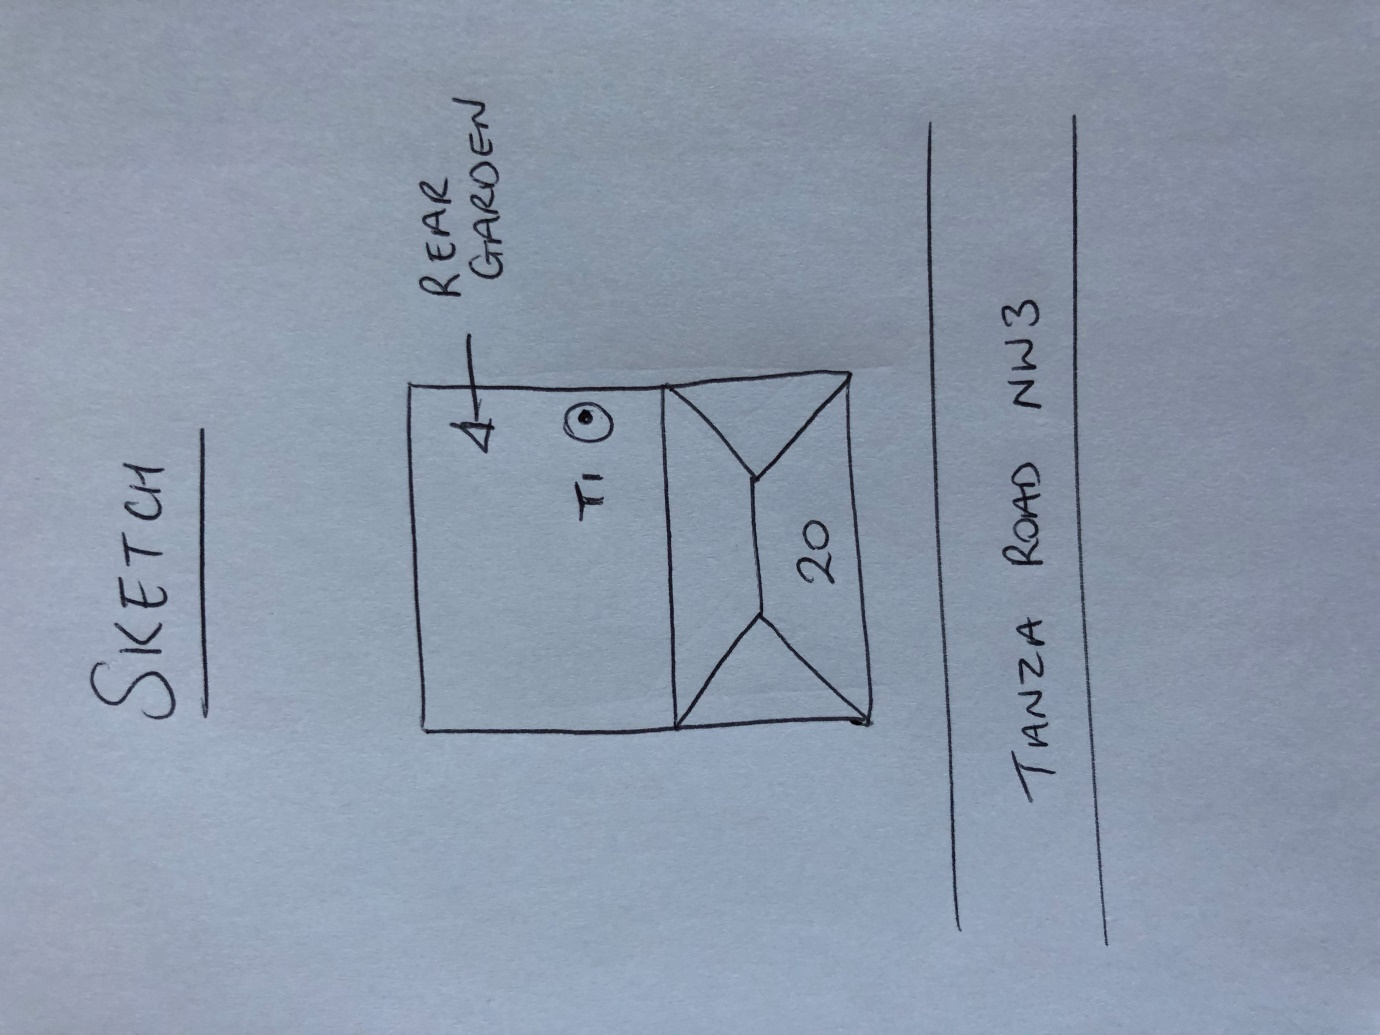 SKETCH
REAR
GARDEN
T1
20
TANZA ROAD NW3